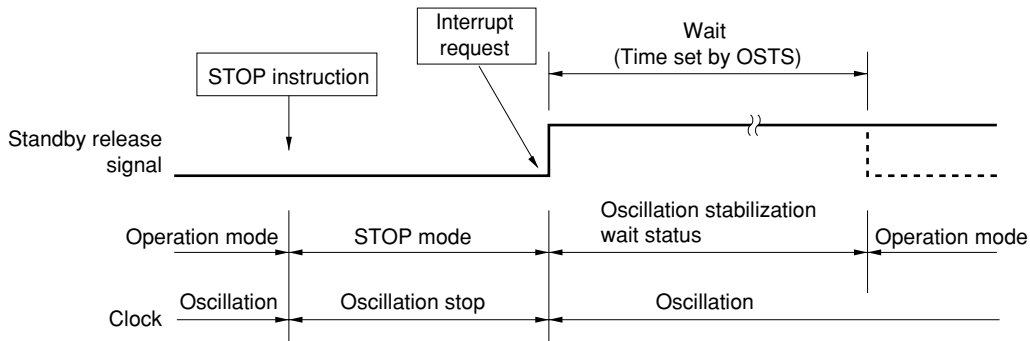 Interrupt
request
Wait
(Time set by OSTS)
STOP instruction
Standby release
signal
Operation mode
STOP mode
Oscillation stabilization
wait status
Operation mode
Clock
Oscillation
Oscillation stop
Oscillation